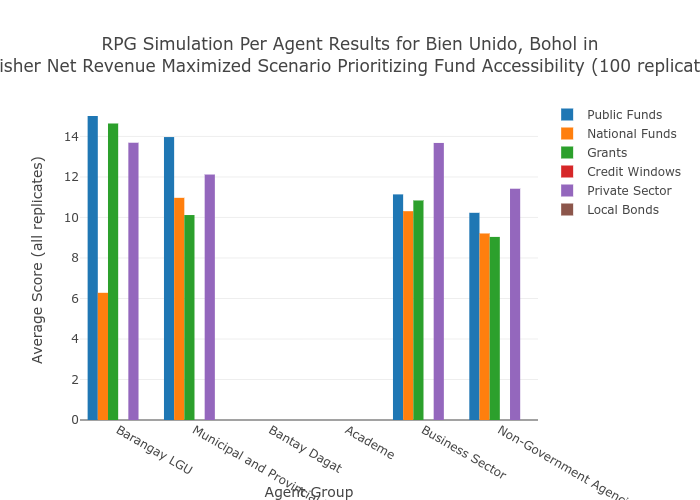 RPG Simulation Per Agent Results for Bien Unido, Bohol in
isher Net Revenue Maximized Scenario Prioritizing Fund Accessibility (100 replicat
Public Funds
National Funds
Grants
Credit Windows
Private Sector
Local Bonds
Average Score (all replicates)
14
12
10
8
6
4
2
0
Barangay LGU
Municipal and Provincial
Bantay Dagat
Academe
Business Sector
Non-Government Agenci
Agent Group